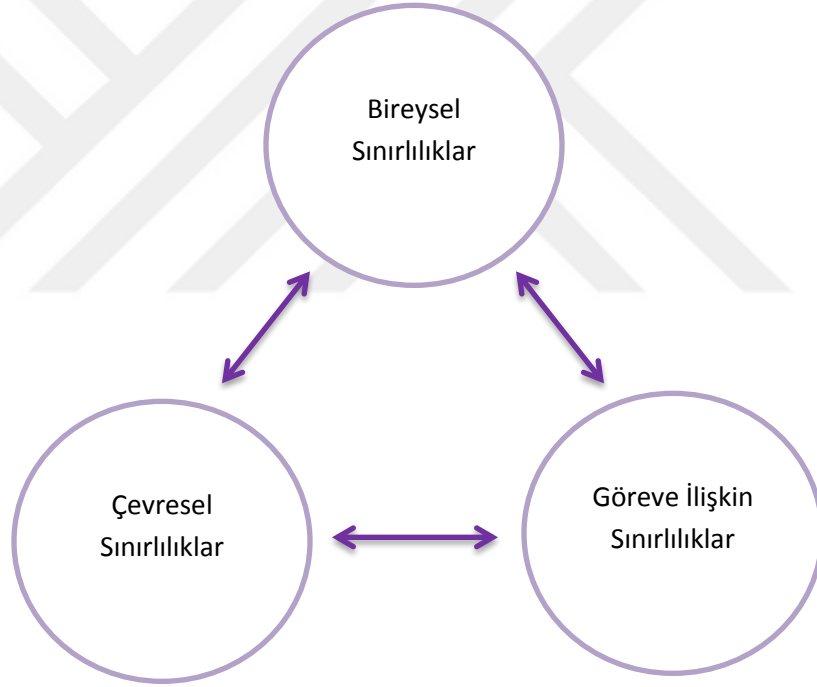 Bireysel
Sınırlılıklar
Çevresel
Sınırlılıklar
Göreve İlişkin
Sınırlılıklar